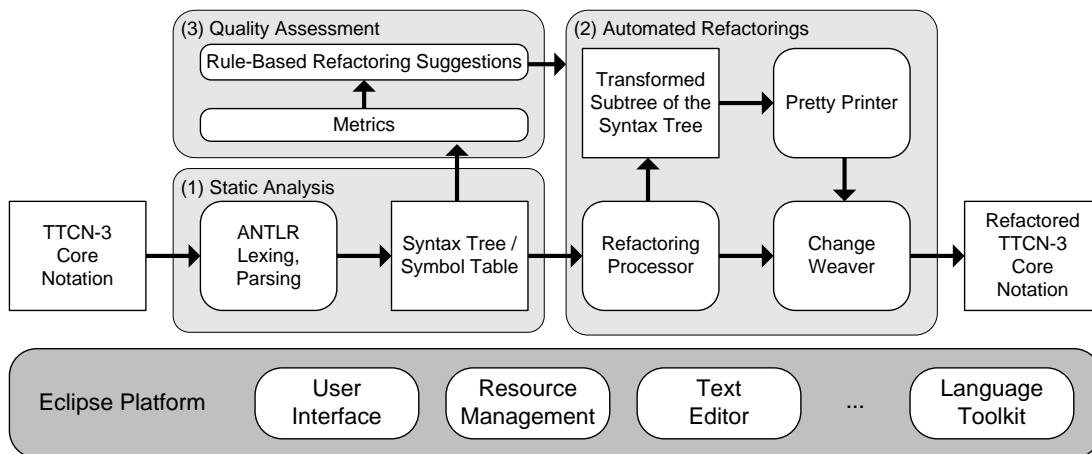 (3) Quality Assessment
Rule-Based Refactoring Suggestions
Metrics
(2) Automated Refactorings
Transformed
Subtree of the
Syntax Tree
Pretty Printer
(1) Static Analysis
TTCN-3
Core
Notation
ANTLR
Lexing,
Parsing
Syntax Tree /
Symbol Table
Refactoring
Processor
Change
Weaver
Refactored
TTCN-3
Core
Notation
Eclipse Platform
User
Interface
Resource
Management
Text
Editor
...
Language
Toolkit